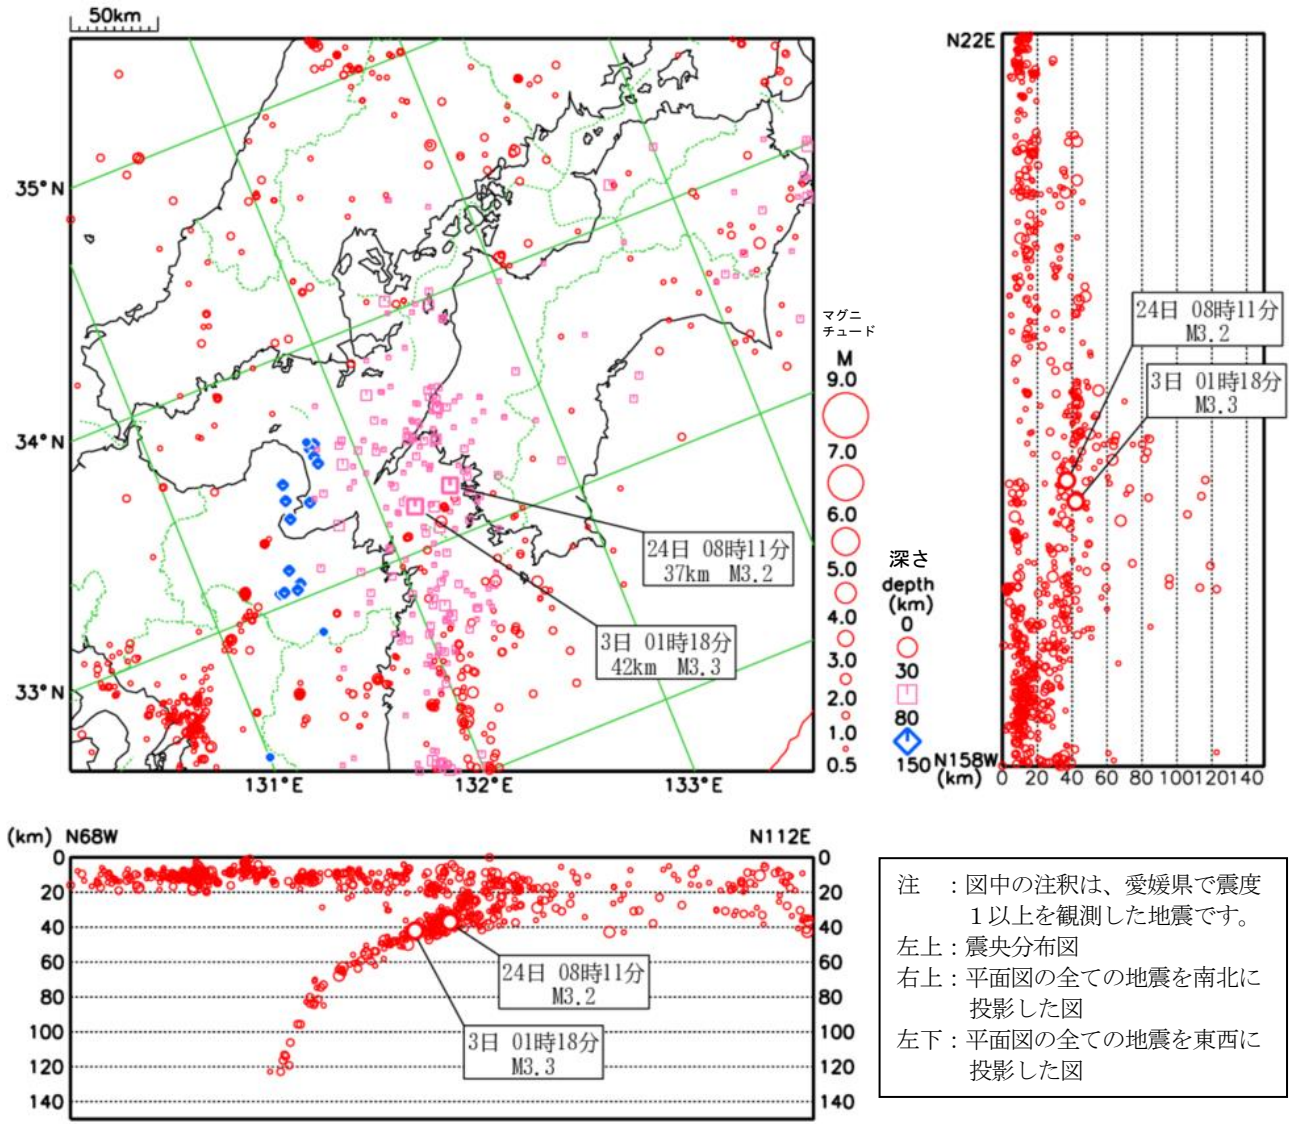 50km
35°N
34°N
33°N
131°E
132°E
133°E
24日 08時11分
37km M3.2
3日 01時18分
42km M3.3
マグニ
チュード
M
9.0
7.0
6.0
5.0
4.0
3.0
2.0
1.0
0.5
深さ
depth
(km)
0
30
80
150
N22E
24日 08時11分
M3.2
3日 01時18分
M3.3
N158W
(km)
0 20 40 60 80 100 120 140
(km) N68W N112E
0 0
20 20
40 40
60 60
80 80
100 100
120 120
140 140
24日 08時11分
M3.2
3日 01時18分
M3.3
注 :図中の注釈は、愛媛県で震度
1以上を観測した地震です。
左上:震央分布図
右上:平面図の全ての地震を南北に
投影した図
左下:平面図の全ての地震を東西に
投影した図